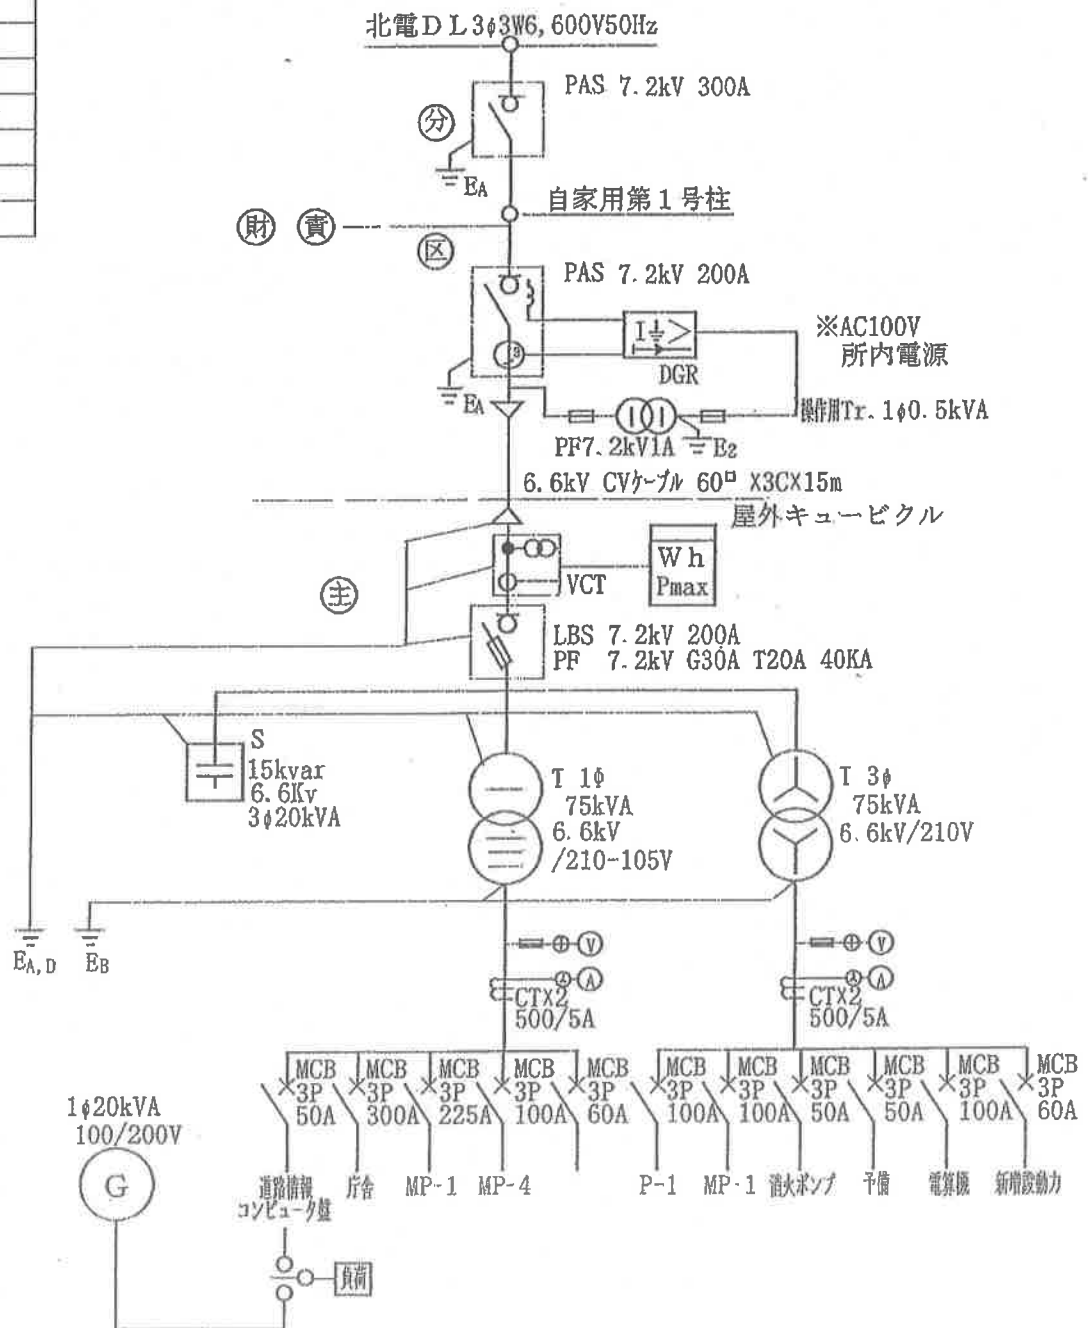 北電DL3φ3W6,600V50Hz
PAS 7.2kV 300A
分
EA
自家用第1号柱
財 責
区
PAS 7.2kV 200A
I >
※AC100V
所内電源
3
DGR
EA
操作用Tr. 1φ0.5kVA
PF7.2kV1A
E2
6.6kV CVケーブル 60□ X3CX15m
屋外キュービクル
Wh
Pmax
VCT
主
LBS 7.2kV 200A
PF 7.2kV G30A T20A 40KA
S
15kvar
6.6Kv
3φ20kVA
T 1Φ
75kVA
6.6kV
/210-105V
T 3φ
75kVA
6.6kV/210V
EA,D
EB
V
V
A
A
CTX2
500/5A
CTX2
500/5A
MCB MCB MCB MCB MCB MCB MCB MCB MCB MCB MCB
3P 3P 3P 3P 3P 3P 3P 3P 3P 3P 3P
50A 300A 225A 100A 60A 100A 100A 50A 50A 100A 60A
1φ20kVA
100/200V
G
道路情報 庁舎 MP-1 MP-4 P-1 MP-1 消火ポンプ 予備 電算機 新増設動力
コンピュータ盤
負荷